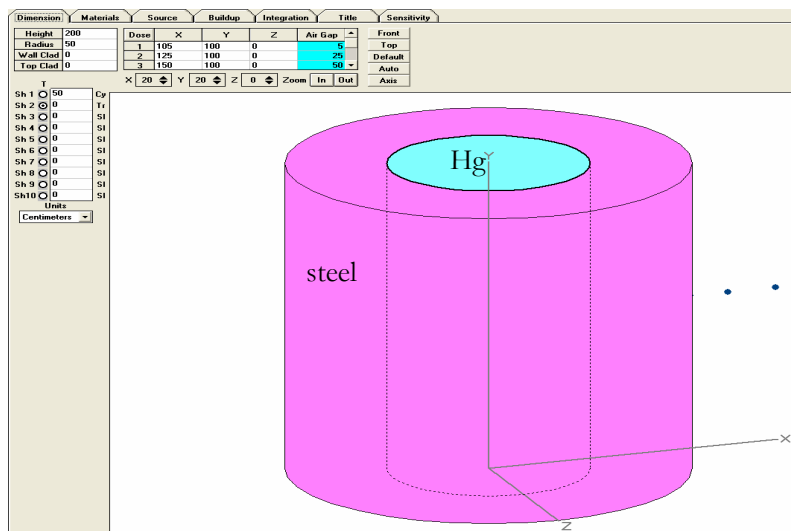 Dimension Materials Source Buildup Integration Title Sensitivity
Height 200
Radius 50
Wall Clad 0
Top Clad 0
Dose X Y Z Air Gap
1 105 100 0 5
2 125 100 0 25
3 150 100 0 50
X 20 Y 20 Z 0 Zoom In Out
Front
Top
Default
Auto
Axis
T
Sh 1 50 Cy
Sh 2 0 Tr
Sh 3 0 Sl
Sh 4 0 Sl
Sh 5 0 Sl
Sh 6 0 Sl
Sh 7 0 Sl
Sh 8 0 Sl
Sh 9 0 Sl
Sh10 0 Sl
Units
Centimeters
Hg
Y
steel
X
Z